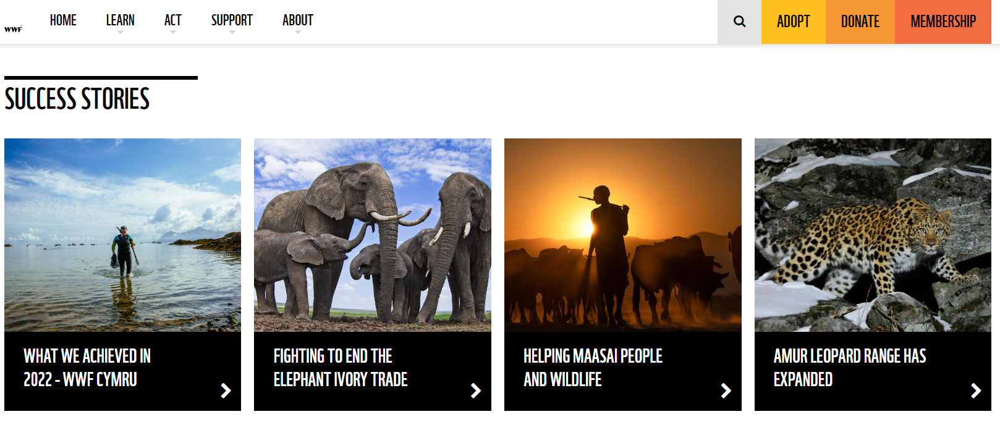 WWF
HOME
LEARN
ACT
SUPPORT
ABOUT
ADOPT
DONATE
MEMBERSHIP
SUCCESS STORIES
WHAT WE ACHIEVED IN
2022 - WWF CYMRU
FIGHTING TO END THE
ELEPHANT IVORY TRADE
HELPING MAASAI PEOPLE
AND WILDLIFE
AMUR LEOPARD RANGE HAS
EXPANDED